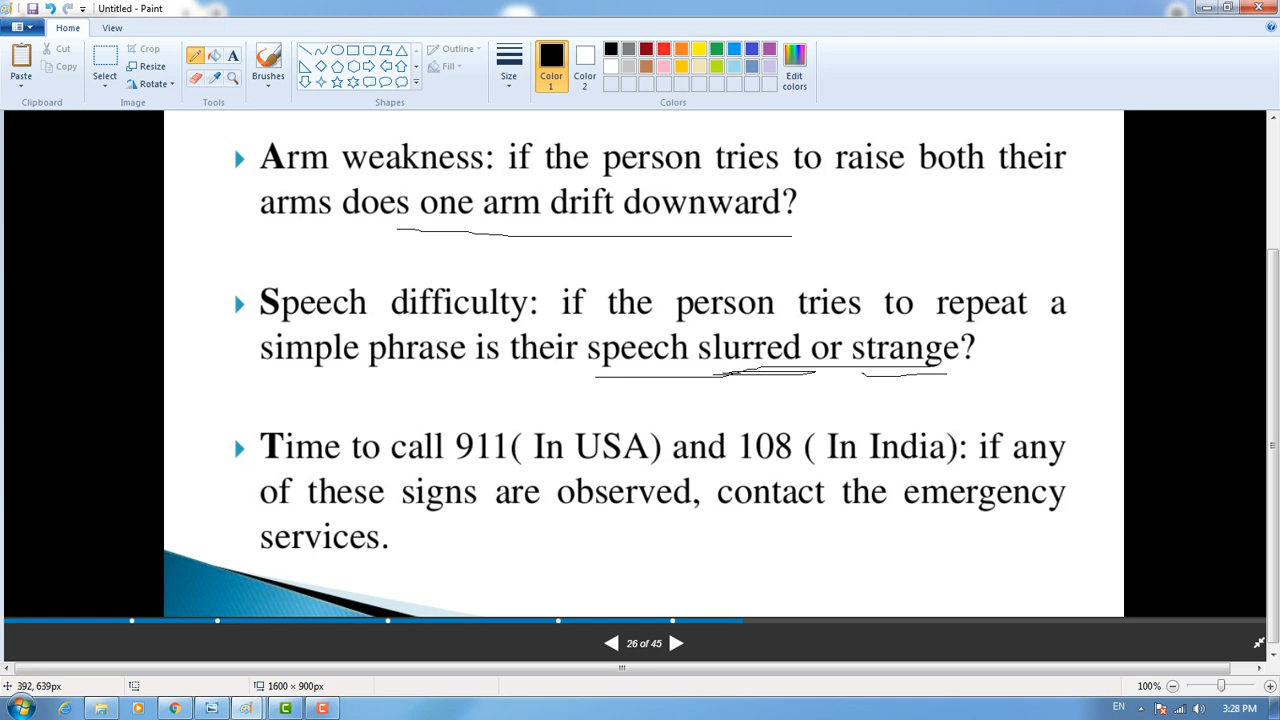 Untitled - Paint
Home View
Paste
Cut
Copy
Clipboard
Select
Crop
Resize
Rotate
Image
A
Tools
Brushes
Outline
Fill
Shapes
Size
Color 1
Color 2
Edit colors
Colors
Arm weakness: if the person tries to raise both their
arms does one arm drift downward?
Speech difficulty: if the person tries to repeat a
simple phrase is their speech slurred or strange?
Time to call 911( In USA) and 108 ( In India): if any
of these signs are observed, contact the emergency
services.
26 of 45
392, 639px
1600 × 900px
100%
EN
3:28 PM